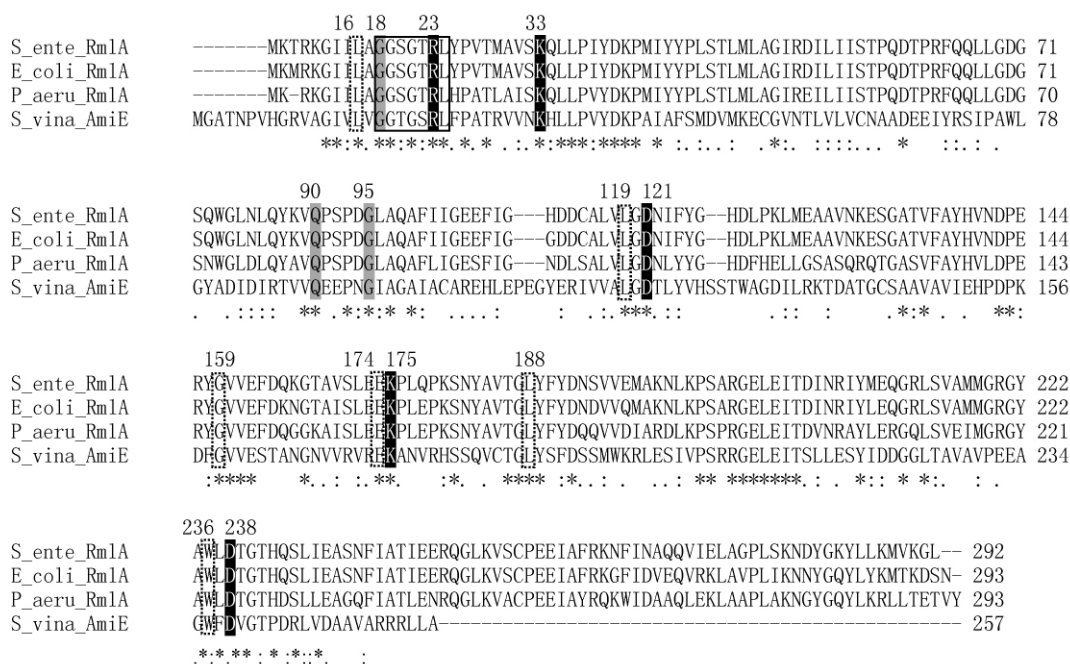 16 18 23 33
S_ente_RmlA -------MKTRKGIILAGGSGTRLYPVTMAVSKQLLPIYDKPMIYYPLSTLMLAGIRDILIISTPQDTPRFQQLLGDG 71
E_coli_RmlA -------MKMRKGIILAGGSGTRLYPVTMAVSKQLLPIYDKPMIYYPLSTLMLAGIRDILIISTPQDTPRFQQLLGDG 71
P_aeru_RmlA -------MK-RKGIILAGGSGTRLHPATLAISKQLLPVYDKPMIYYPLSTLMLAGIREILIISTPQDTPRFQQLLGDG 70
S_vina_AmiE MGATNPVHGRVAGIVLVGGTGSRLFPATRVVNKHLLPVYDKPAIAFSMDVLMKECGVNTLVLVCNAADEEIYRSIPAWL 78
**:*.**:*:**.*.* .:.*:***:**** * :.:..: .*:. ::::... * ::.: .
90 95 119 121
S_ente_RmlA SQWGLNLQYKVQPSPDGLAQAFIIGEEFIG---HDDCALVLGDNIFYG--HDLPKLMEAAVNKESGATVFAYHVNDPE 144
E_coli_RmlA SQWGLNLQYKVQPSPDGLAQAFIIGEEFIG---GDDCALVLGDNIFYG--HDLPKLMEAAVNKESGATVFAYHVNDPE 144
P_aeru_RmlA SNWGLDLQYAVQPSPDGLAQAFLIGESFIG---NDLSALVLGDNLYYG--HDFHELLGSASQRQTGASVFAYHVLDPE 143
S_vina_AmiE GYADIDIRTVVQEEPNGIAGAIACAREHLEPEGYERIVVALGDTLYVHSSTWAGDILRKTDATGCSAAVAVIEHPDPK 156
. .:::: ** .*:*:* *: ....: : .:.***.:: .:: : .*:*. . **:
159 174 175 188
S_ente_RmlA RYGVVEFDQKGTAVSLEEKPLQPKSNYAVTGLYFYDNSVVEMAKNLKPSARGELEITDINRIYMEQGRLSVAMMGRGY 222
E_coli_RmlA RYGVVEFDKNGTAISLEEKPLEPKSNYAVTGLYFYDNDVVQMAKNLKPSARGELEITDINRIYLEQGRLSVAMMGRGY 222
P_aeru_RmlA RYGVVEFDQGGKAISLEEKPLEPKSNYAVTGLYFYDQQVVDIARDLKPSPRGELEITDVNRAYLERGQLSVEIMGRGY 221
S_vina_AmiE DFGVVESTANGNVVRVREKANVRHSSQVCTGLYSFDSSMWKRLESIVPSRRGELEITSLLESYIDDGGLTAVAVPEEA 234
:**** *..: :.**. :*. .****:*..: . .: ** *******.: . *:: * *:. : .
236 238
S_ente_RmlA AWLDTGTHQSLIEASNFIATIEERQGLKVSCPEEIAFRKNFINAQQVIELAGPLSKNDYGKYLLKMVKGL-- 292
E_coli_RmlA AWLDTGTHQSLIEASNFIATIEERQGLKVSCPEEIAFRKGFIDVEQVRKLAVPLIKNNYGQYLYKMTKDSN- 293
P_aeru_RmlA AWLDTGTHDSLLEAGQFIATLENRQGLKVACPEEIAYRQKWIDAAQLEKLAAPLAKNGYGQYLKRLLTETVY 293
S_vina_AmiE GWFDVGTPDRLVDAAVARRRLLA------------------------------------------- 257
.*:*.** : *::*. :